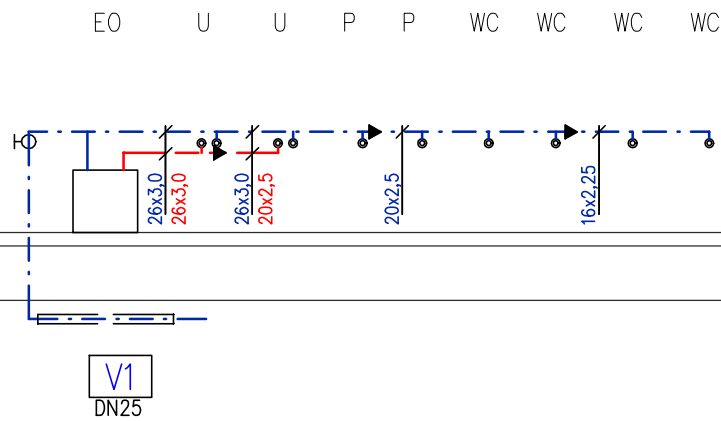 EO U U P P WC WC WC WC
26x3,0 26x3,0 26x3,0 20x2,5 20x2,5 16x2,25
V1
DN25